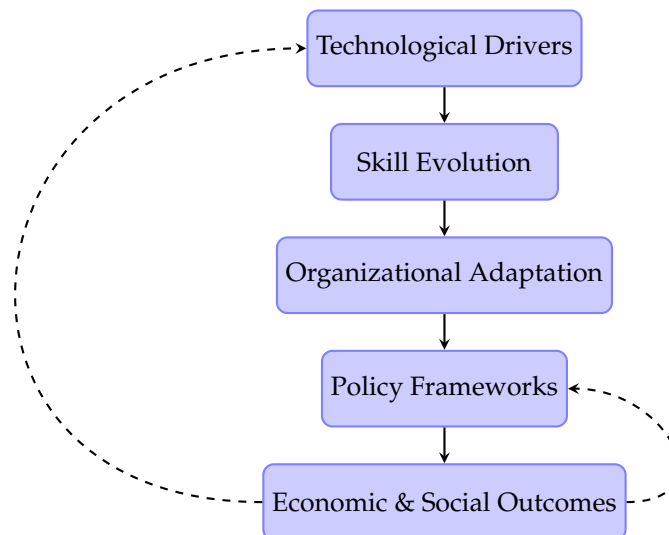 Technological Drivers
Skill Evolution
Organizational Adaptation
Policy Frameworks
Economic & Social Outcomes